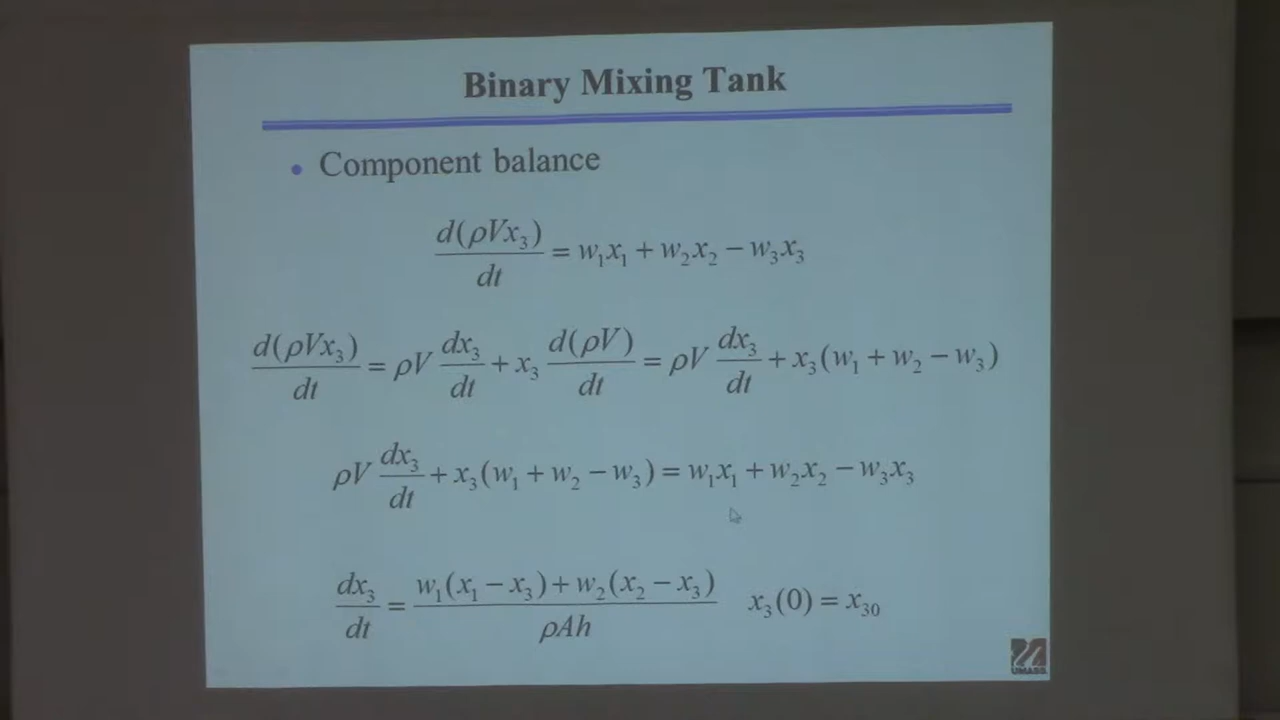 Binary Mixing Tank
• Component balance
d(ρVx₃)/dt = w₁x₁ + w₂x₂ − w₃x₃
d(ρVx₃)/dt = ρV dx₃/dt + x₃ d(ρV)/dt = ρV dx₃/dt + x₃(w₁ + w₂ − w₃)
ρV dx₃/dt + x₃(w₁ + w₂ − w₃) = w₁x₁ + w₂x₂ − w₃x₃
dx₃/dt = (w₁(x₁ − x₃) + w₂(x₂ − x₃))/(ρAh) x₃(0) = x₃₀